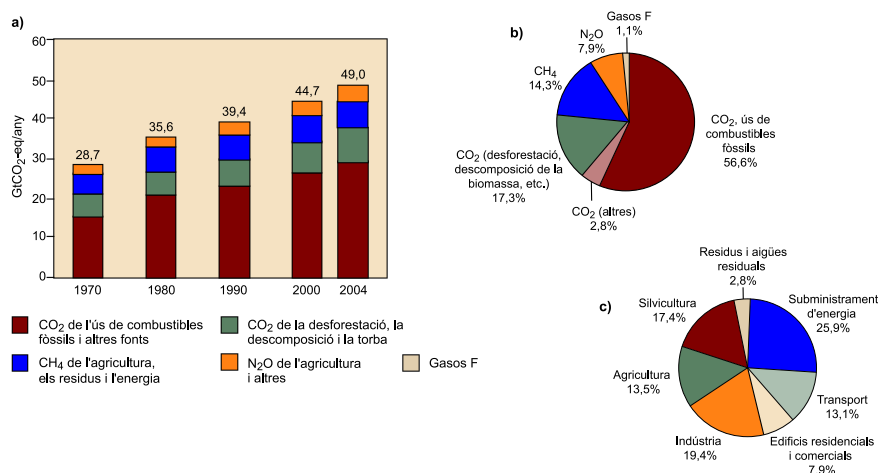 a)
GtCO₂-eq/any
60
50
40
30
20
10
0
28,7
35,6
39,4
44,7
49,0
1970
1980
1990
2000
2004
CO₂ de l'ús de combustibles
fòssils i altres fonts
CO₂ de la desforestació, la
descomposició i la torba
CH₄ de l'agricultura,
els residus i l'energia
N₂O de l'agricultura
i altres
Gasos F
b)
Gasos F
1,1%
N₂O
7,9%
CH₄
14,3%
CO₂, ús de
combustibles
fòssils
56,6%
CO₂ (desforestació,
descomposició de la
biomassa, etc.)
17,3%
CO₂ (altres)
2,8%
c)
Residus i aigües
residuals
2,8%
Silvicultura
17,4%
Subministrament
d'energia
25,9%
Agricultura
13,5%
Transport
13,1%
Indústria
19,4%
Edificis residencials
i comercials
7,9%